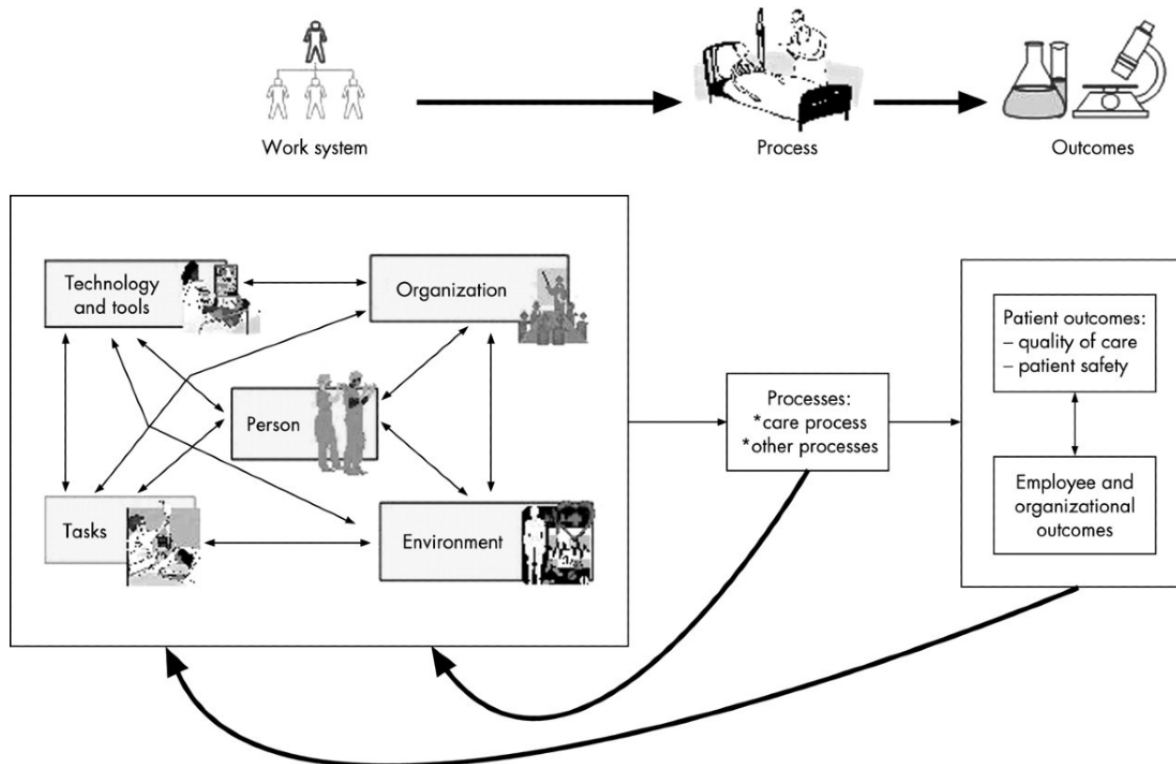 Work system
Process
Outcomes
Technology
and tools
Organization
Person
Tasks
Environment
Processes:
*care process
*other processes
Patient outcomes:
– quality of care
– patient safety
Employee and
organizational
outcomes